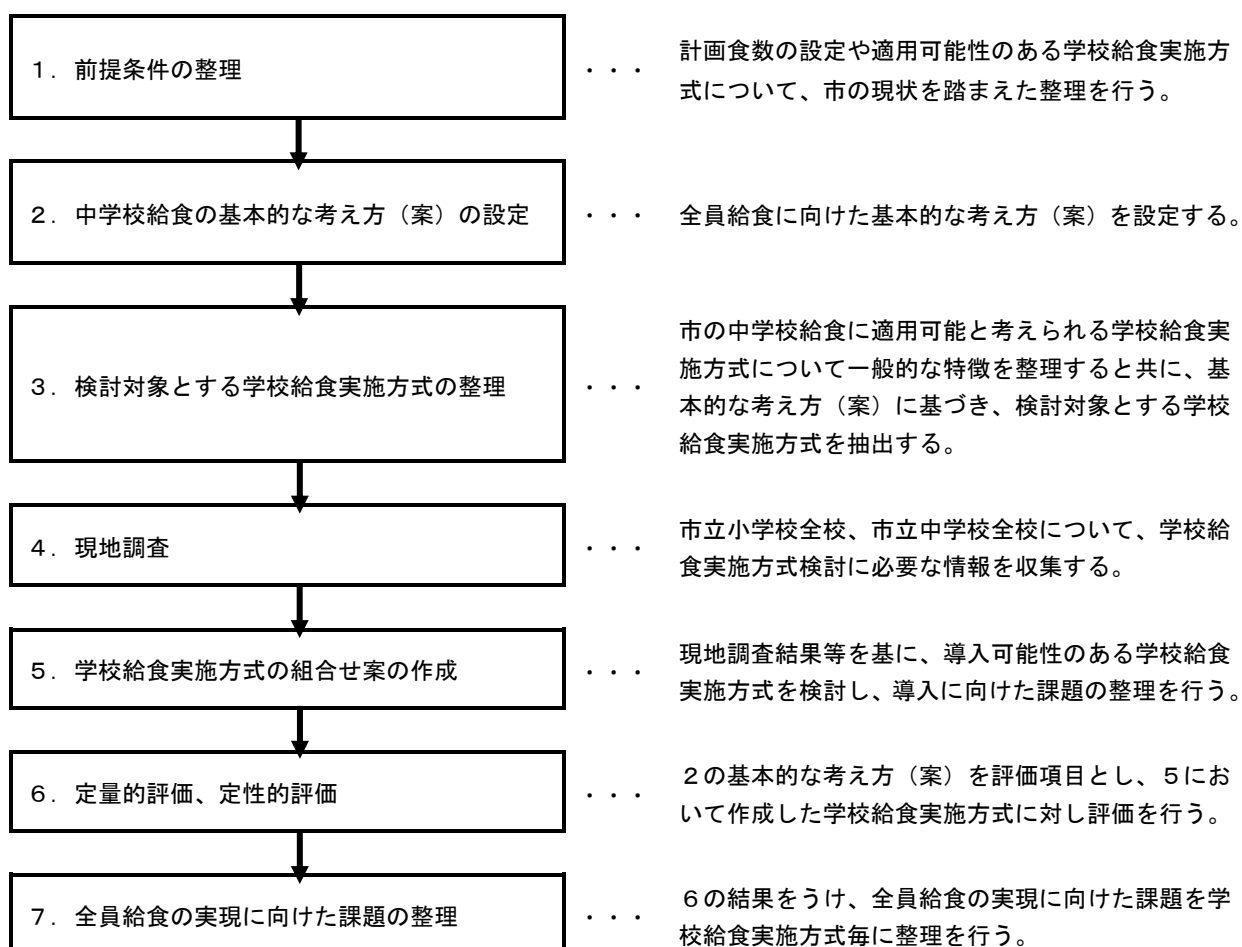 1．前提条件の整理
・・・
計画食数の設定や適用可能性のある学校給食実施方
式について、市の現状を踏まえた整理を行う。
2．中学校給食の基本的な考え方（案）の設定
・・・
全員給食に向けた基本的な考え方（案）を設定する。
3．検討対象とする学校給食実施方式の整理
・・・
市の中学校給食に適用可能と考えられる学校給食実
施方式について一般的な特徴を整理すると共に、基
本的な考え方（案）に基づき、検討対象とする学校
給食実施方式を抽出する。
4．現地調査
・・・
市立小学校全校、市立中学校全校について、学校給
食実施方式検討に必要な情報を収集する。
5．学校給食実施方式の組合せ案の作成
・・・
現地調査結果等を基に、導入可能性のある学校給食
実施方式を検討し、導入に向けた課題の整理を行う。
6．定量的評価、定性的評価
・・・
２の基本的な考え方（案）を評価項目とし、５にお
いて作成した学校給食実施方式に対し評価を行う。
7．全員給食の実現に向けた課題の整理
・・・
６の結果をうけ、全員給食の実現に向けた課題を学
校給食実施方式毎に整理を行う。